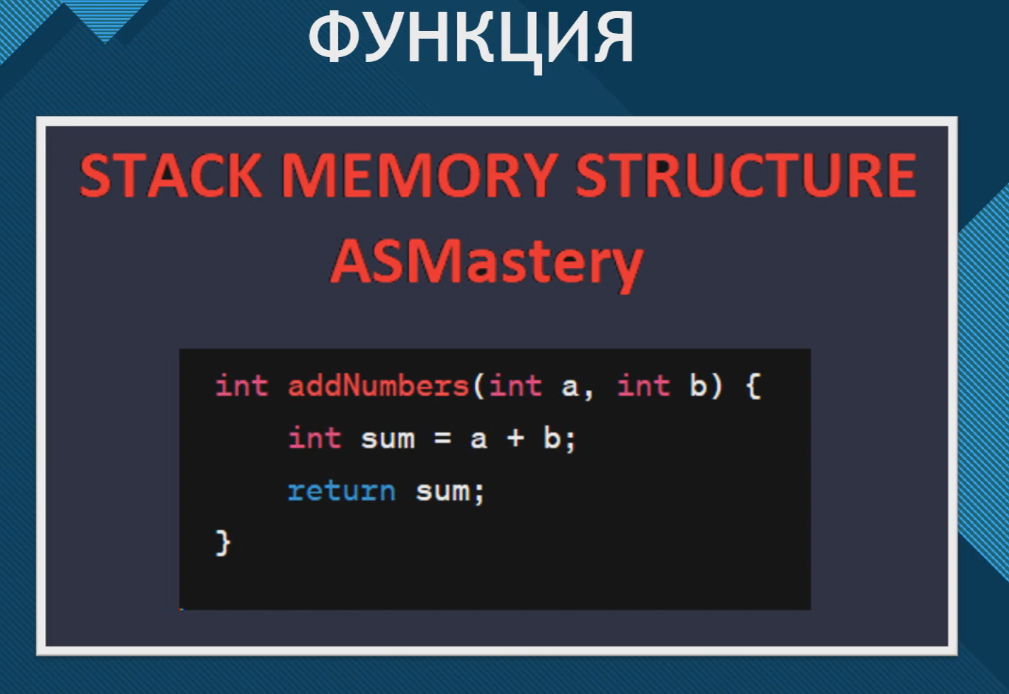 ФУНКЦИЯ
STACK MEMORY STRUCTURE
ASMastery
int addNumbers(int a, int b) {
    int sum = a + b;
    return sum;
}